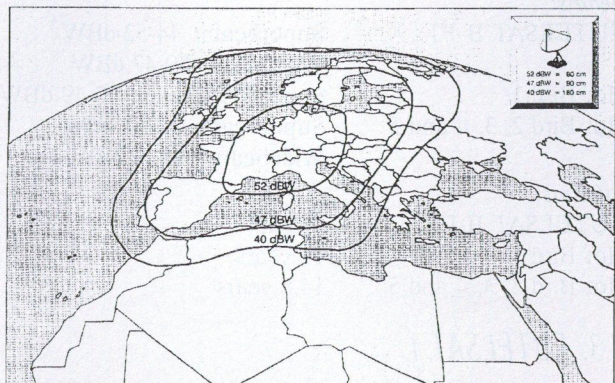 52 dBW = 60 cm
47 dBW = 90 cm
40 dBW = 180 cm
52 dBW
47 dBW
40 dBW